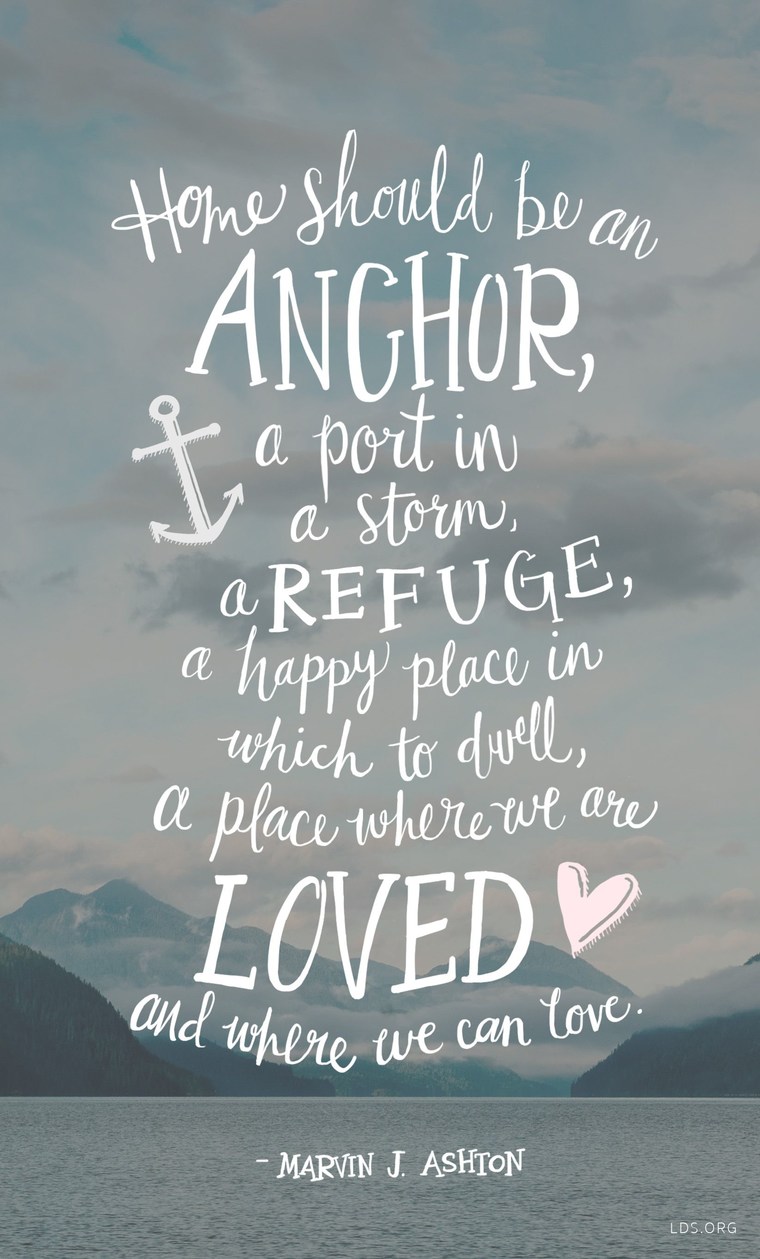 Home should be an
ANCHOR,
a port in
a storm,
a REFUGE,
a happy place in
which to dwell,
a place where we are
LOVED
and where we can love.
- MARVIN J. ASHTON
LDS.ORG